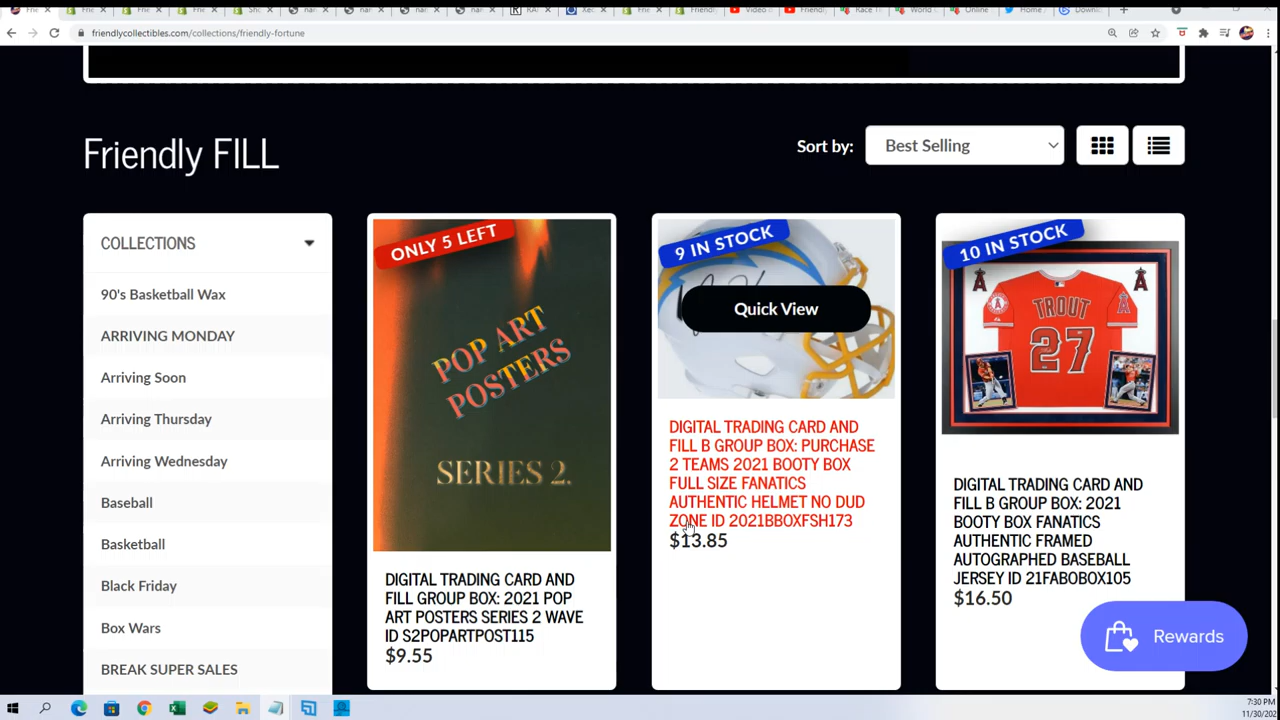 friendlycollectibles.com/collections/friendly-fortune
Friendly FILL
Sort by:
Best Selling
COLLECTIONS
90's Basketball Wax
ARRIVING MONDAY
Arriving Soon
Arriving Thursday
Arriving Wednesday
Baseball
Basketball
Black Friday
Box Wars
BREAK SUPER SALES
ONLY 5 LEFT
POP ART
POSTERS
SERIES 2.
DIGITAL TRADING CARD AND
FILL GROUP BOX: 2021 POP
ART POSTERS SERIES 2 WAVE
ID S2POPARTPOST115
$9.55
9 IN STOCK
Quick View
DIGITAL TRADING CARD AND
FILL B GROUP BOX: PURCHASE
2 TEAMS 2021 BOOTY BOX
FULL SIZE FANATICS
AUTHENTIC HELMET NO DUD
ZONE ID 2021BBOXFSH173
$13.85
10 IN STOCK
TROUT
27
DIGITAL TRADING CARD AND
FILL B GROUP BOX: 2021
BOOTY BOX FANATICS
AUTHENTIC FRAMED
AUTOGRAPHED BASEBALL
JERSEY ID 21FABOBOX105
$16.50
Rewards
7:30 PM